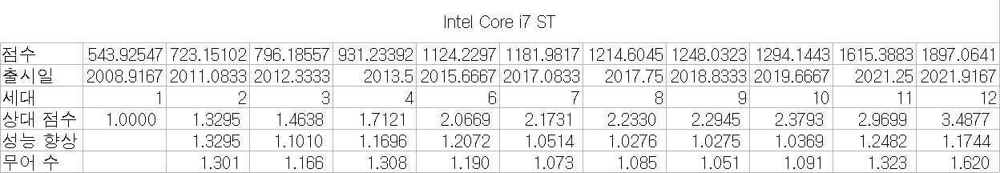 Intel Core i7 ST
점수 543.92547 723.15102 796.18557 931.23392 1124.2297 1181.9817 1214.6045 1248.0323 1294.1443 1615.3883 1897.0641
출시일 2008.9167 2011.0833 2012.3333 2013.5 2015.6667 2017.0833 2017.75 2018.8333 2019.6667 2021.25 2021.9167
세대 1 2 3 4 6 7 8 9 10 11 12
상대 점수 1.0000 1.3295 1.4638 1.7121 2.0669 2.1731 2.2330 2.2945 2.3793 2.9699 3.4877
성능 향상 1.3295 1.1010 1.1696 1.2072 1.0514 1.0276 1.0275 1.0369 1.2482 1.1744
무어 수 1.301 1.166 1.308 1.190 1.073 1.085 1.051 1.091 1.323 1.620